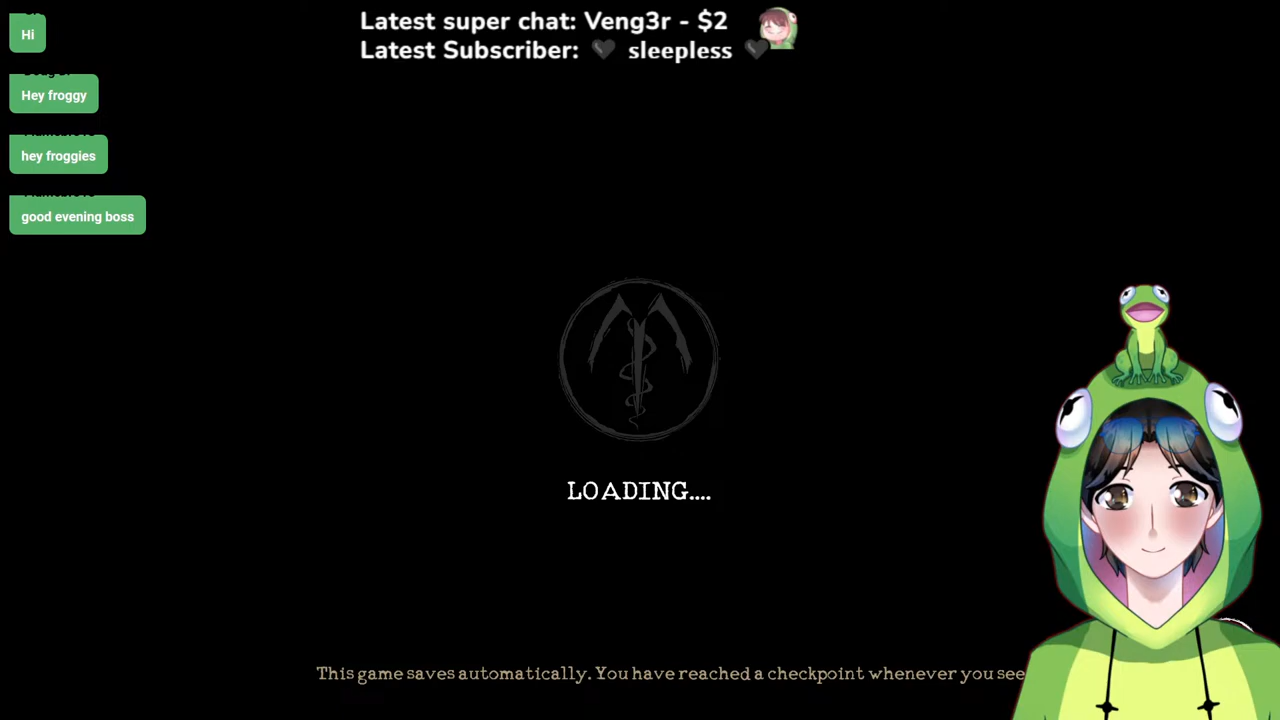 Latest super chat: Veng3r - $2
Latest Subscriber: 🖤 sleepless 🖤
Hi
Hey froggy
hey froggies
good evening boss
LOADING....
This game saves automatically. You have reached a checkpoint whenever you see